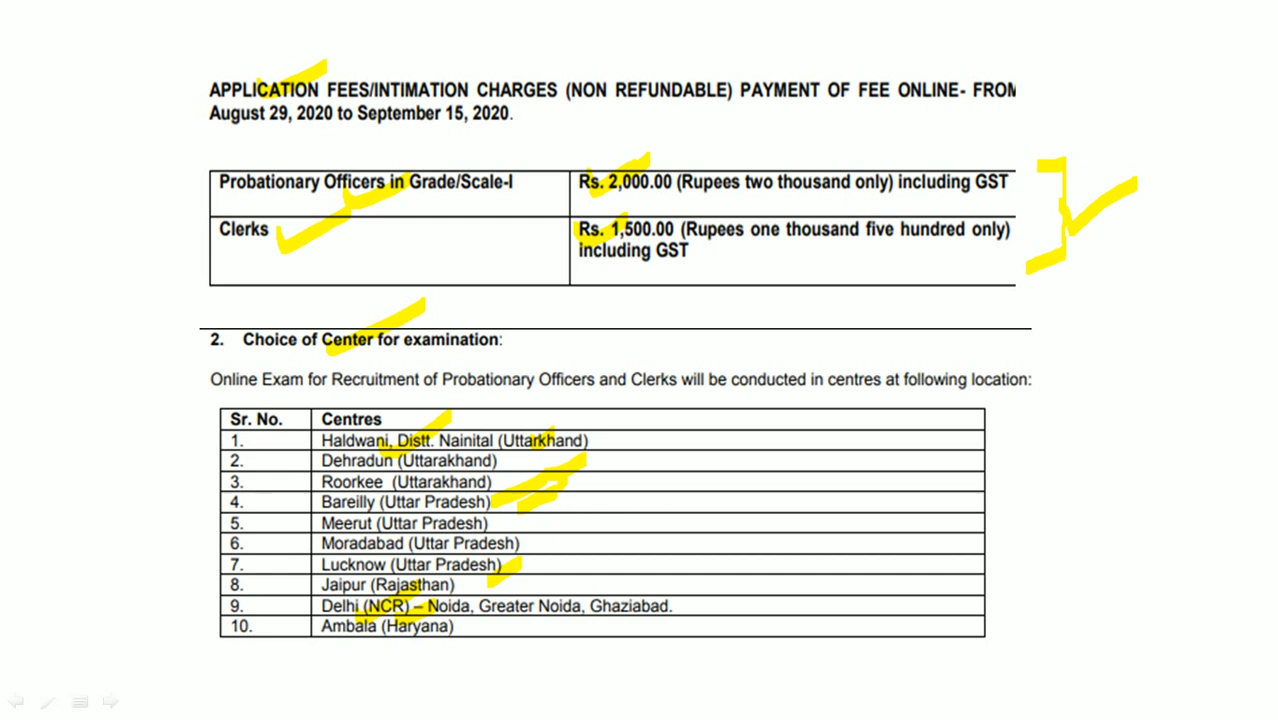 APPLICATION FEES/INTIMATION CHARGES (NON REFUNDABLE) PAYMENT OF FEE ONLINE- FROM
August 29, 2020 to September 15, 2020.
Probationary Officers in Grade/Scale-I Rs. 2,000.00 (Rupees two thousand only) including GST
Clerks Rs. 1,500.00 (Rupees one thousand five hundred only)
including GST
2. Choice of Center for examination:
Online Exam for Recruitment of Probationary Officers and Clerks will be conducted in centres at following location:
Sr. No. Centres
1. Haldwani, Distt. Nainital (Uttarkhand)
2. Dehradun (Uttarakhand)
3. Roorkee (Uttarakhand)
4. Bareilly (Uttar Pradesh)
5. Meerut (Uttar Pradesh)
6. Moradabad (Uttar Pradesh)
7. Lucknow (Uttar Pradesh)
8. Jaipur (Rajasthan)
9. Delhi (NCR) – Noida, Greater Noida, Ghaziabad.
10. Ambala (Haryana)